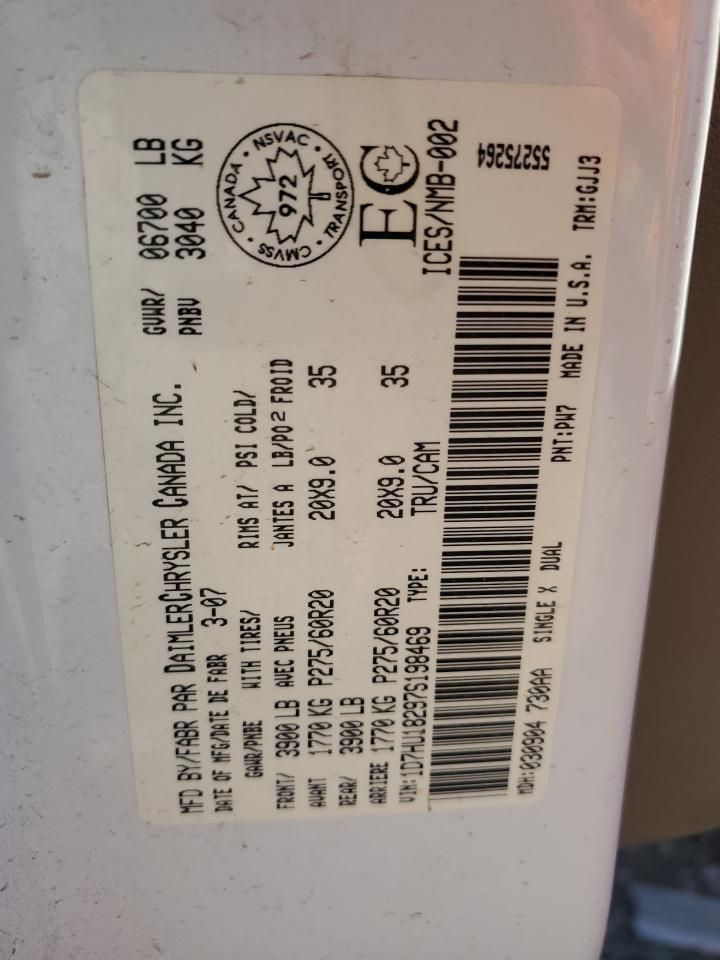 MFD BY/FABR PAR DAIMLERCHRYSLER CANADA INC.
DATE OF MFG/DATE DE FABR 3-07
GVWR/ 06700 LB
PNBV 3040 KG
GAWR/PNBE WITH TIRES/ RIMS AT/ PSI COLD/
FRONT/ 3900 LB AVEC PNEUS JANTES A LB/PO2 FROID
AVANT 1770 KG P275/60R20 20X9.0 35
REAR/ 3900 LB
ARRIERE 1770 KG P275/60R20 20X9.0 35
VIN:1D7HU18297S198469 TYPE: TRU/CAM
CMVSS • CANADA • NSVAC • TRANSPORT •
972
EC
ICES/NMB-002
55275264
MDH:030904 730AA SINGLE X DUAL
PNT:PW7 MADE IN U.S.A. TRM:GJJ3